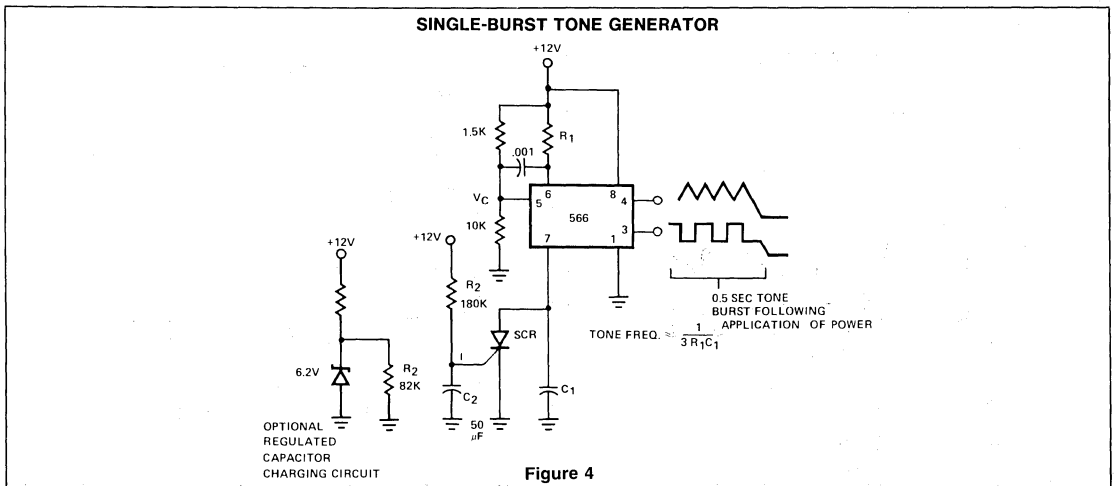 SINGLE-BURST TONE GENERATOR
+12V
1.5K
R1
.001
VC
5
6
8
4
566
3
10K
7
1
+12V
+12V
R2
180K
SCR
0.5 SEC TONE
BURST FOLLOWING
APPLICATION OF POWER
TONE FREQ. = 1 / 3 R1C1
I
6.2V
R2
82K
C2
C1
50
μF
OPTIONAL
REGULATED
CAPACITOR
CHARGING CIRCUIT
Figure 4